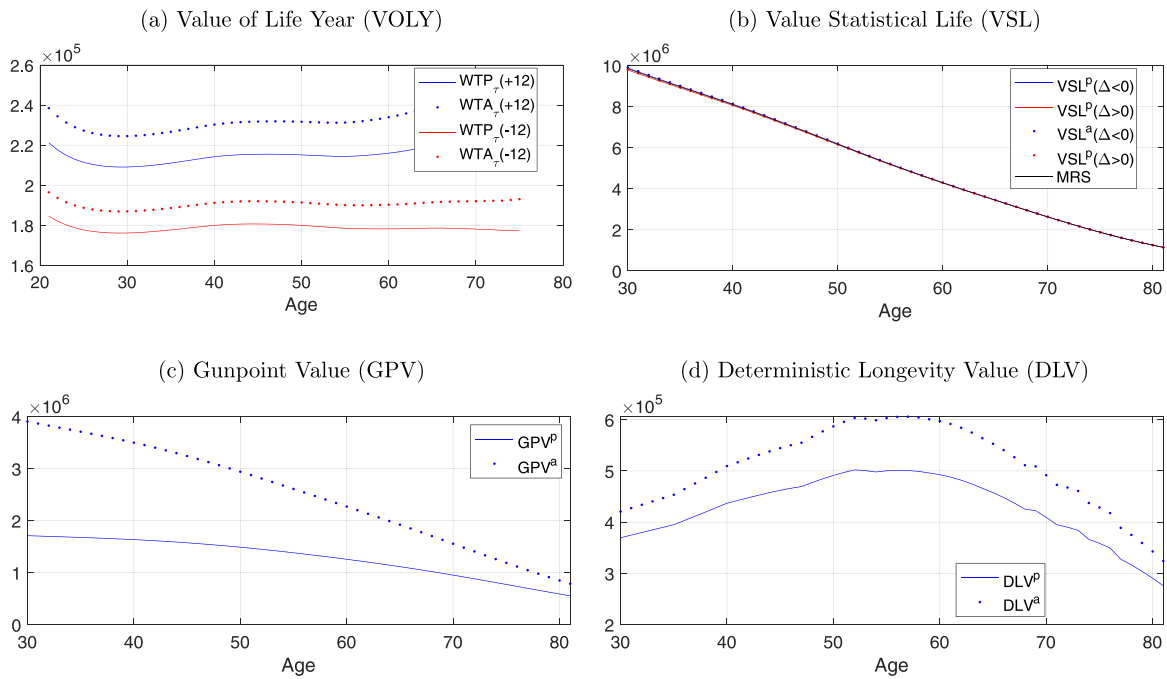 (a) Value of Life Year (VOLY)
×10^5
2.6
2.4
2.2
2
1.8
1.6
20 30 40 50 60 70 80
Age
WTP_τ(+12)
WTA_τ(+12)
WTP_τ(-12)
WTA_τ(-12)
(b) Value Statistical Life (VSL)
×10^6
10
8
6
4
2
0
30 40 50 60 70 80
Age
VSL^p(Δ<0)
VSL^p(Δ>0)
VSL^a(Δ<0)
VSL^p(Δ>0)
MRS
(c) Gunpoint Value (GPV)
×10^6
4
3
2
1
0
30 40 50 60 70 80
Age
GPV^p
GPV^a
(d) Deterministic Longevity Value (DLV)
×10^5
6
5
4
3
2
30 40 50 60 70 80
Age
DLV^p
DLV^a